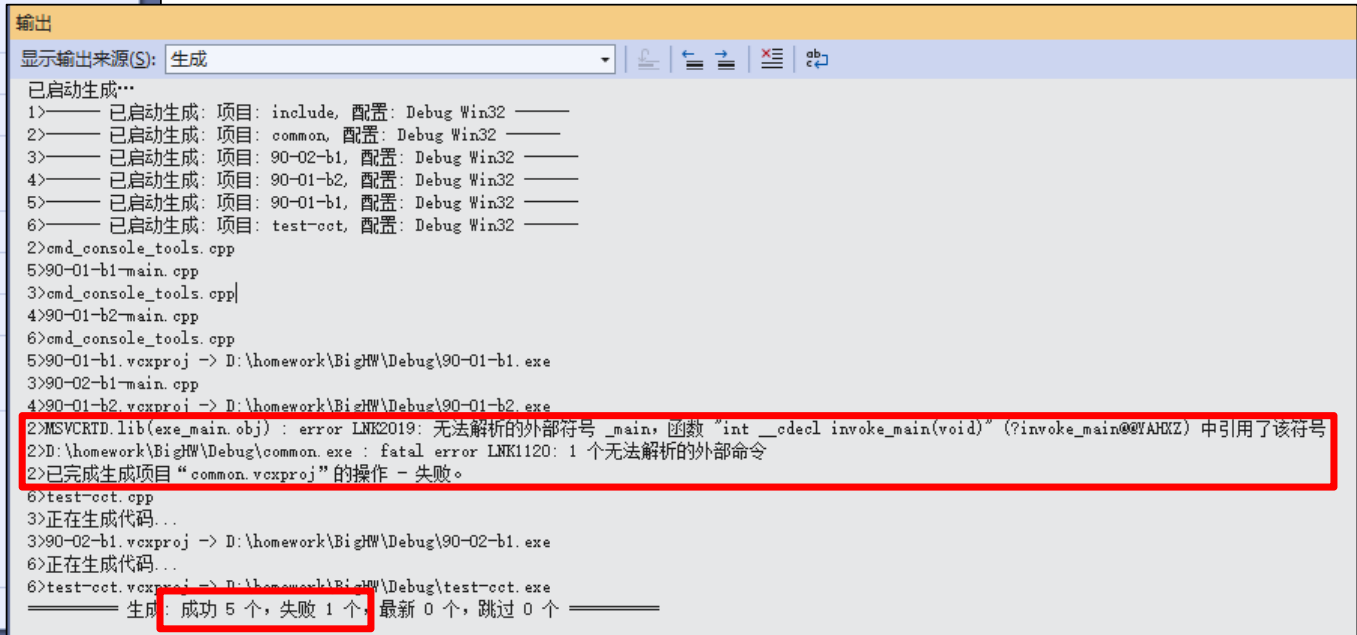 输出
显示输出来源(S): 生成
已启动生成…
1>—— 已启动生成: 项目: include, 配置: Debug Win32 ——
2>—— 已启动生成: 项目: common, 配置: Debug Win32 ——
3>—— 已启动生成: 项目: 90-02-b1, 配置: Debug Win32 ——
4>—— 已启动生成: 项目: 90-01-b2, 配置: Debug Win32 ——
5>—— 已启动生成: 项目: 90-01-b1, 配置: Debug Win32 ——
6>—— 已启动生成: 项目: test-cct, 配置: Debug Win32 ——
2>cmd_console_tools.cpp
5>90-01-b1-main.cpp
3>cmd_console_tools.cpp
4>90-01-b2-main.cpp
6>cmd_console_tools.cpp
5>90-01-b1.vcxproj -> D:\homework\BigHW\Debug\90-01-b1.exe
3>90-02-b1-main.cpp
4>90-01-b2.vcxproj -> D:\homework\BigHW\Debug\90-01-b2.exe
2>MSVCRTD.lib(exe_main.obj) : error LNK2019: 无法解析的外部符号 _main，函数 "int __cdecl invoke_main(void)" (?invoke_main@@YAHXZ) 中引用了该符号
2>D:\homework\BigHW\Debug\common.exe : fatal error LNK1120: 1 个无法解析的外部命令
2>已完成生成项目“common.vcxproj”的操作 - 失败。
6>test-cct.cpp
3>正在生成代码...
3>90-02-b1.vcxproj -> D:\homework\BigHW\Debug\90-02-b1.exe
6>正在生成代码...
6>test-cct.vcxproj -> D:\homework\BigHW\Debug\test-cct.exe
══════ 生成: 成功 5 个，失败 1 个，最新 0 个，跳过 0 个 ══════